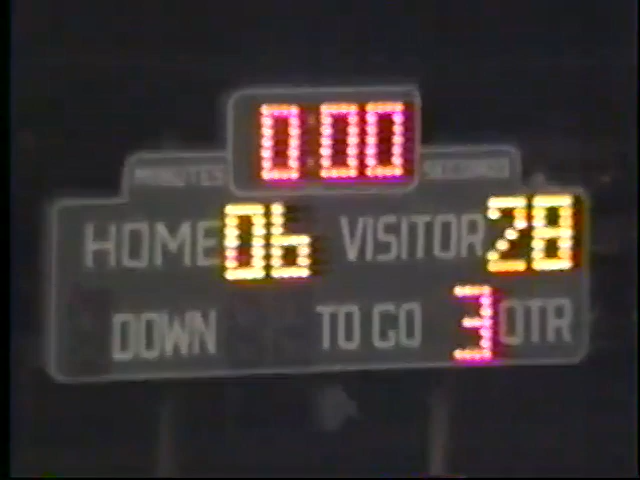 0:00
MINUTES SECONDS
HOME 06 VISITOR 28
DOWN TO GO 3 QTR